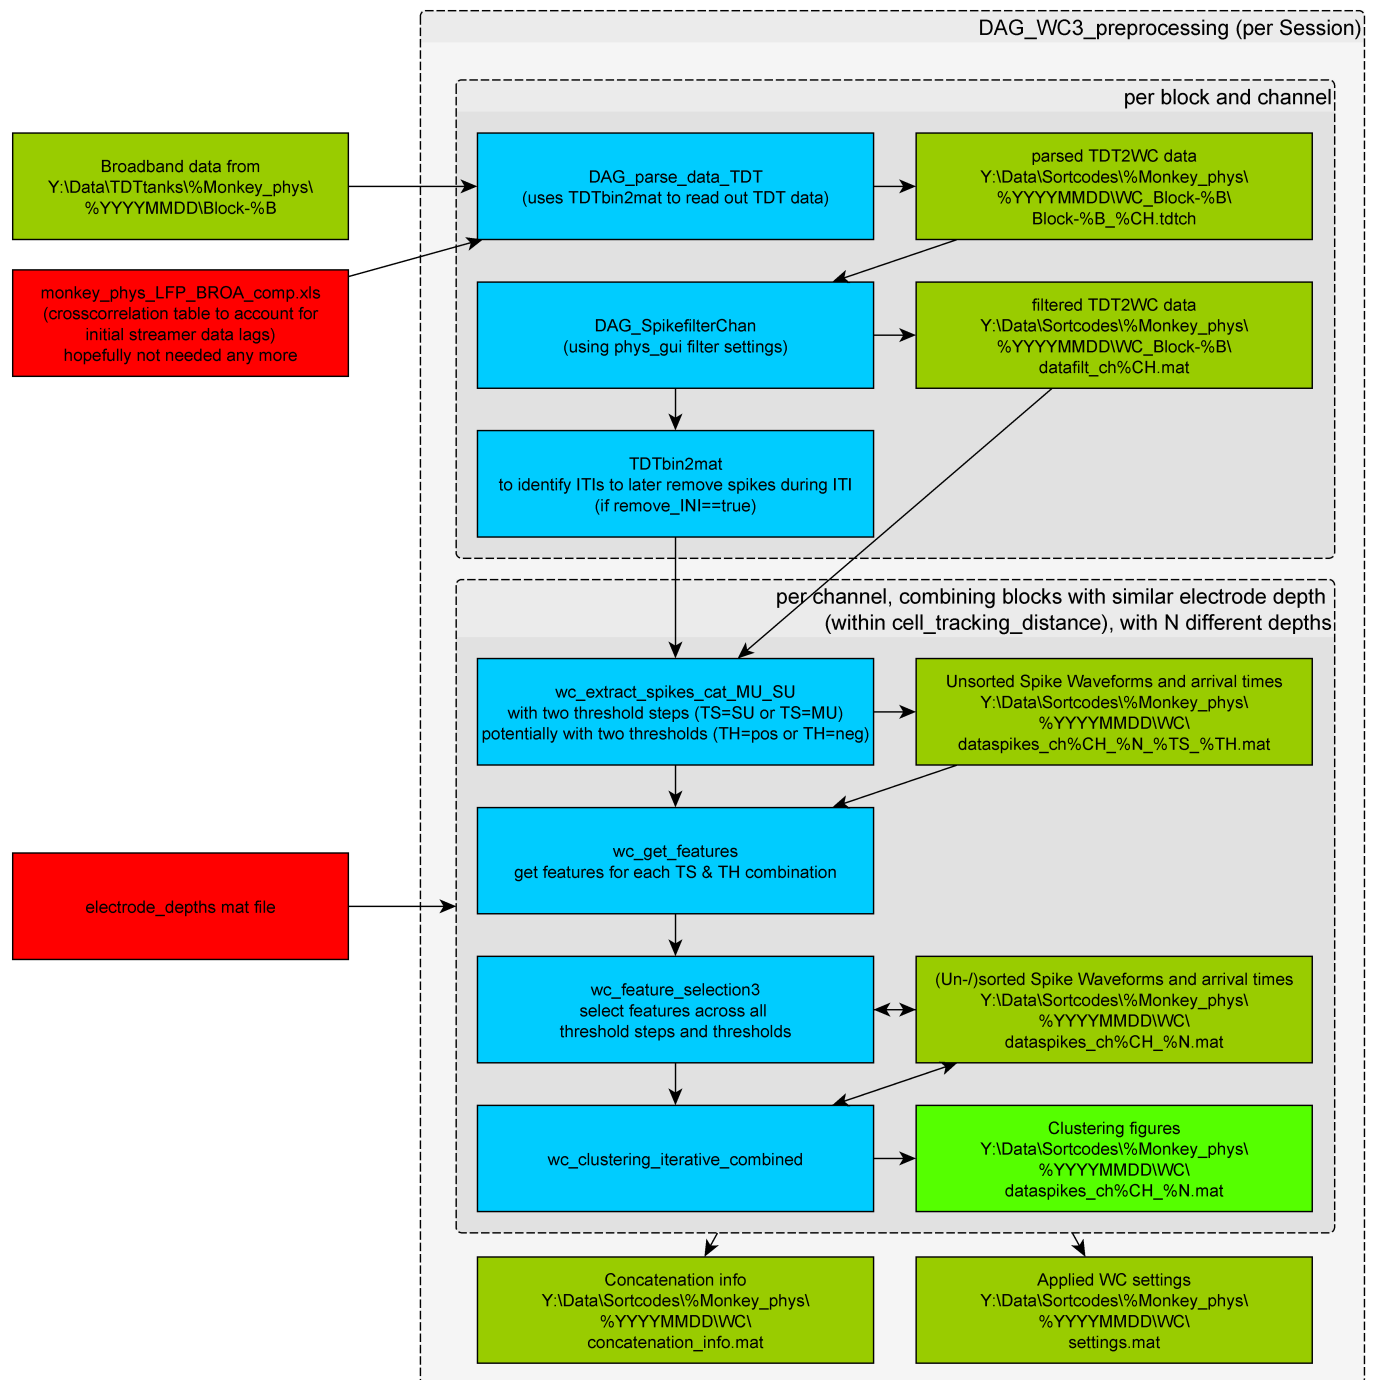 DAG_WC3_preprocessing (per Session)
per block and channel
Broadband data from
Y:\Data\TDTtanks\%Monkey_phys\
%YYYYMMDD\Block-%B
DAG_parse_data_TDT
(uses TDTbin2mat to read out TDT data)
parsed TDT2WC data
Y:\Data\Sortcodes\%Monkey_phys\
%YYYYMMDD\WC_Block-%B\
Block-%B_%CH.tdtch
monkey_phys_LFP_BROA_comp.xls
(crosscorrelation table to account for
initial streamer data lags)
hopefully not needed any more
DAG_SpikefilterChan
(using phys_gui filter settings)
filtered TDT2WC data
Y:\Data\Sortcodes\%Monkey_phys\
%YYYYMMDD\WC_Block-%B\
datafilt_ch%CH.mat
TDTbin2mat
to identify ITIs to later remove spikes during ITI
(if remove_INI==true)
per channel, combining blocks with similar electrode depth
(within cell_tracking_distance), with N different depths
wc_extract_spikes_cat_MU_SU
with two threshold steps (TS=SU or TS=MU)
potentially with two thresholds (TH=pos or TH=neg)
Unsorted Spike Waveforms and arrival times
Y:\Data\Sortcodes\%Monkey_phys\
%YYYYMMDD\WC\
dataspikes_ch%CH_%N_%TS_%TH.mat
wc_get_features
get features for each TS & TH combination
electrode_depths mat file
wc_feature_selection3
select features across all
threshold steps and thresholds
(Un-/)sorted Spike Waveforms and arrival times
Y:\Data\Sortcodes\%Monkey_phys\
%YYYYMMDD\WC\
dataspikes_ch%CH_%N.mat
wc_clustering_iterative_combined
Clustering figures
Y:\Data\Sortcodes\%Monkey_phys\
%YYYYMMDD\WC\
dataspikes_ch%CH_%N.mat
Concatenation info
Y:\Data\Sortcodes\%Monkey_phys\
%YYYYMMDD\WC\
concatenation_info.mat
Applied WC settings
Y:\Data\Sortcodes\%Monkey_phys\
%YYYYMMDD\WC\
settings.mat